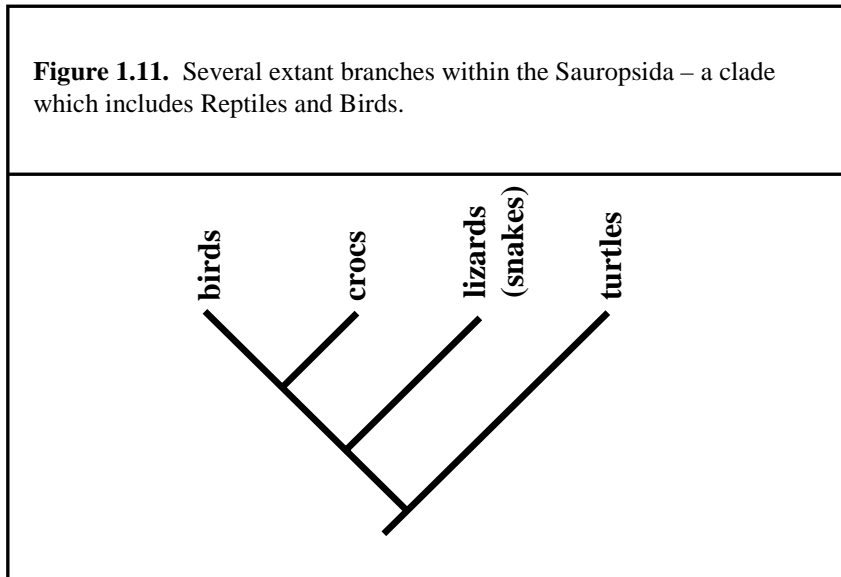 Figure 1.11. Several extant branches within the Sauropsida – a clade
which includes Reptiles and Birds.
birds
crocs
lizards
(snakes)
turtles